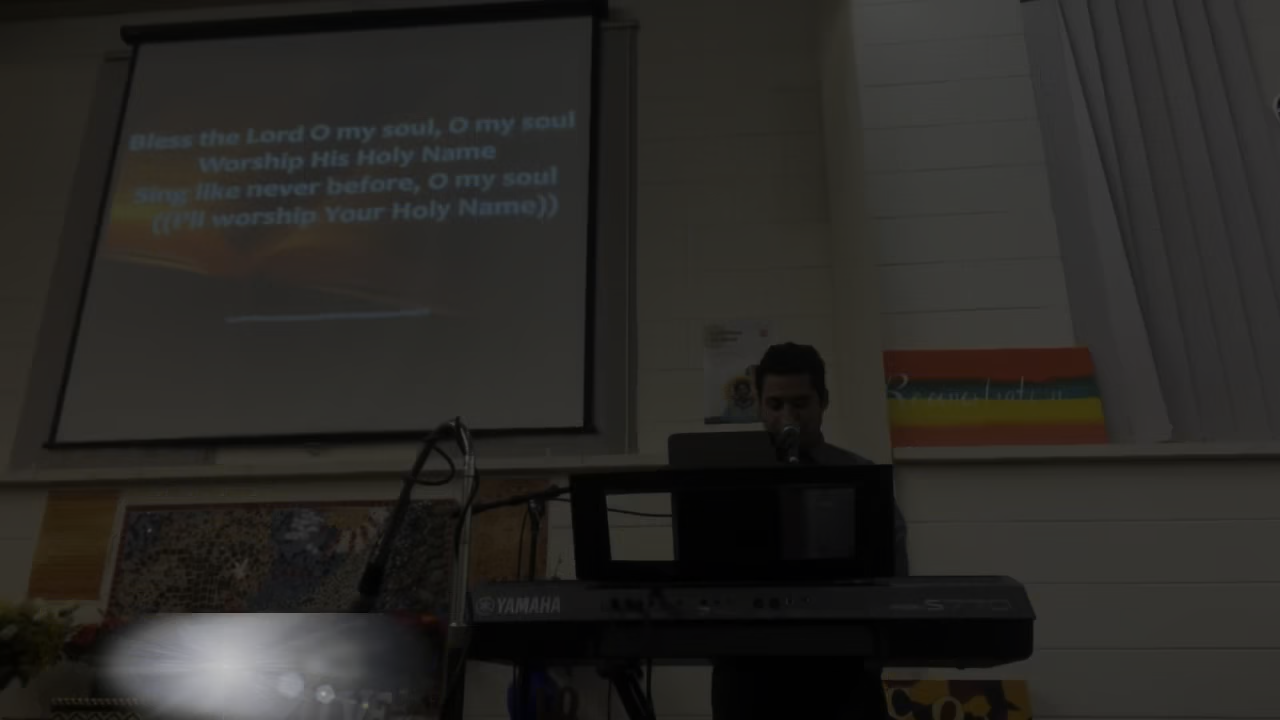 Bless the Lord O my soul, O my soul
Worship His Holy Name
Sing like never before, O my soul
((I'll worship Your Holy Name))
YAMAHA